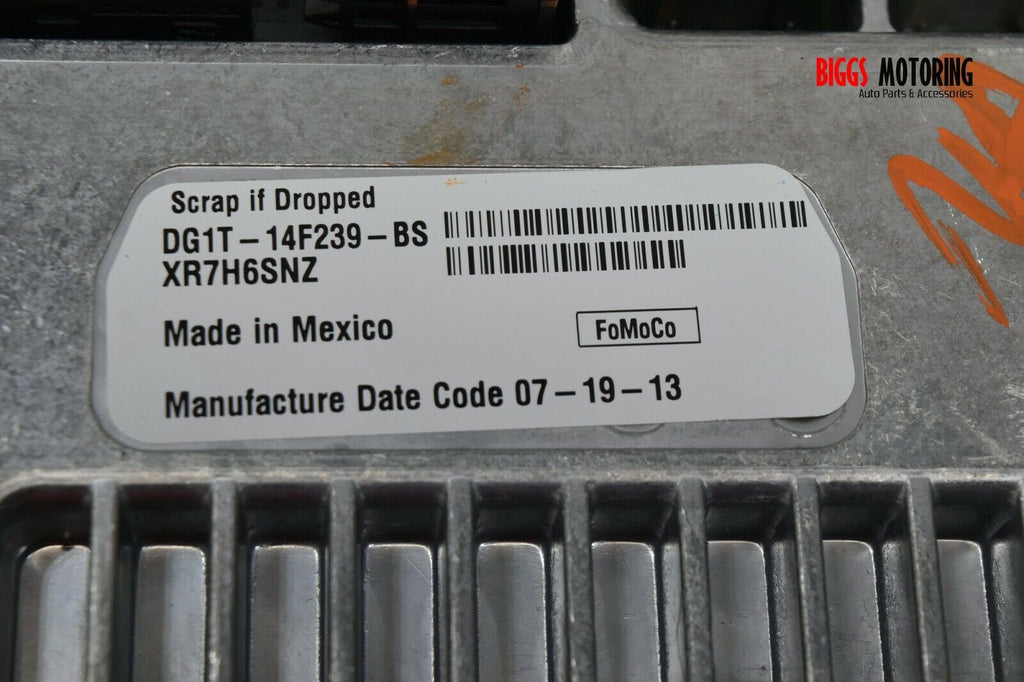 BIGGS MOTORING
Auto Parts & Accessories
Scrap if Dropped
DG1T-14F239-BS
XR7H6SNZ
Made in Mexico
FoMoCo
Manufacture Date Code 07-19-13